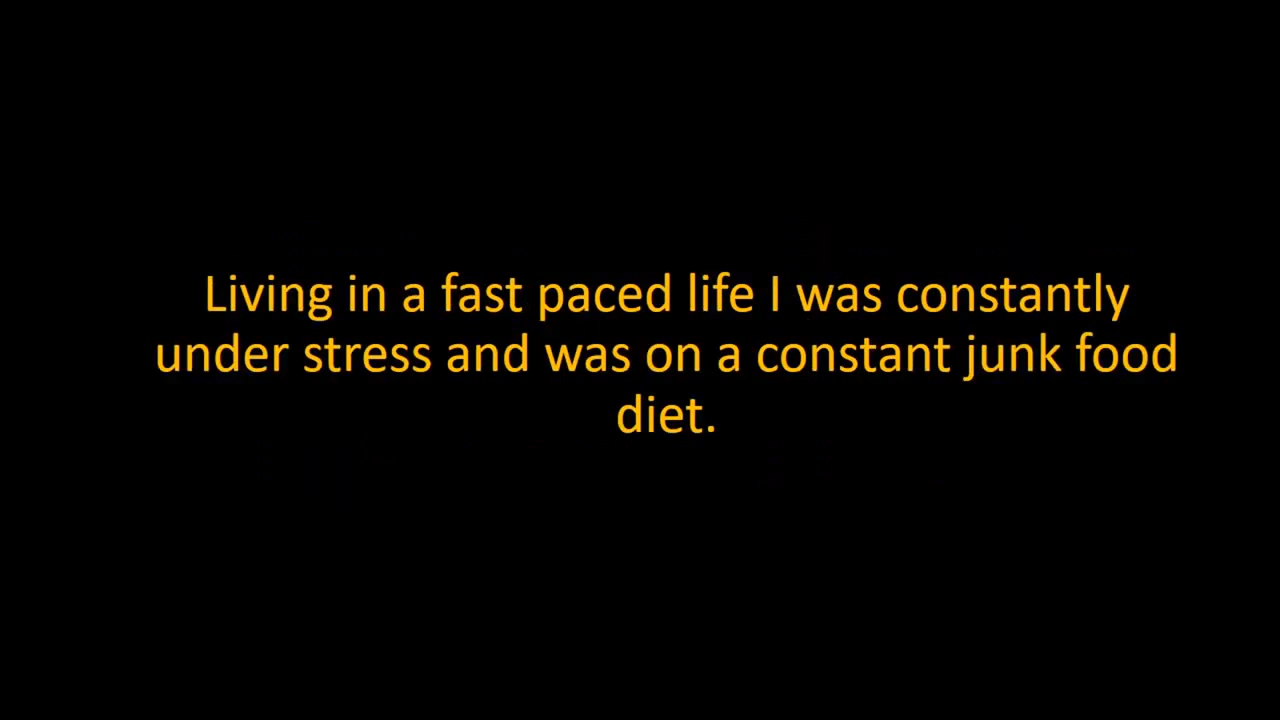 Living in a fast paced life I was constantly
under stress and was on a constant junk food
diet.